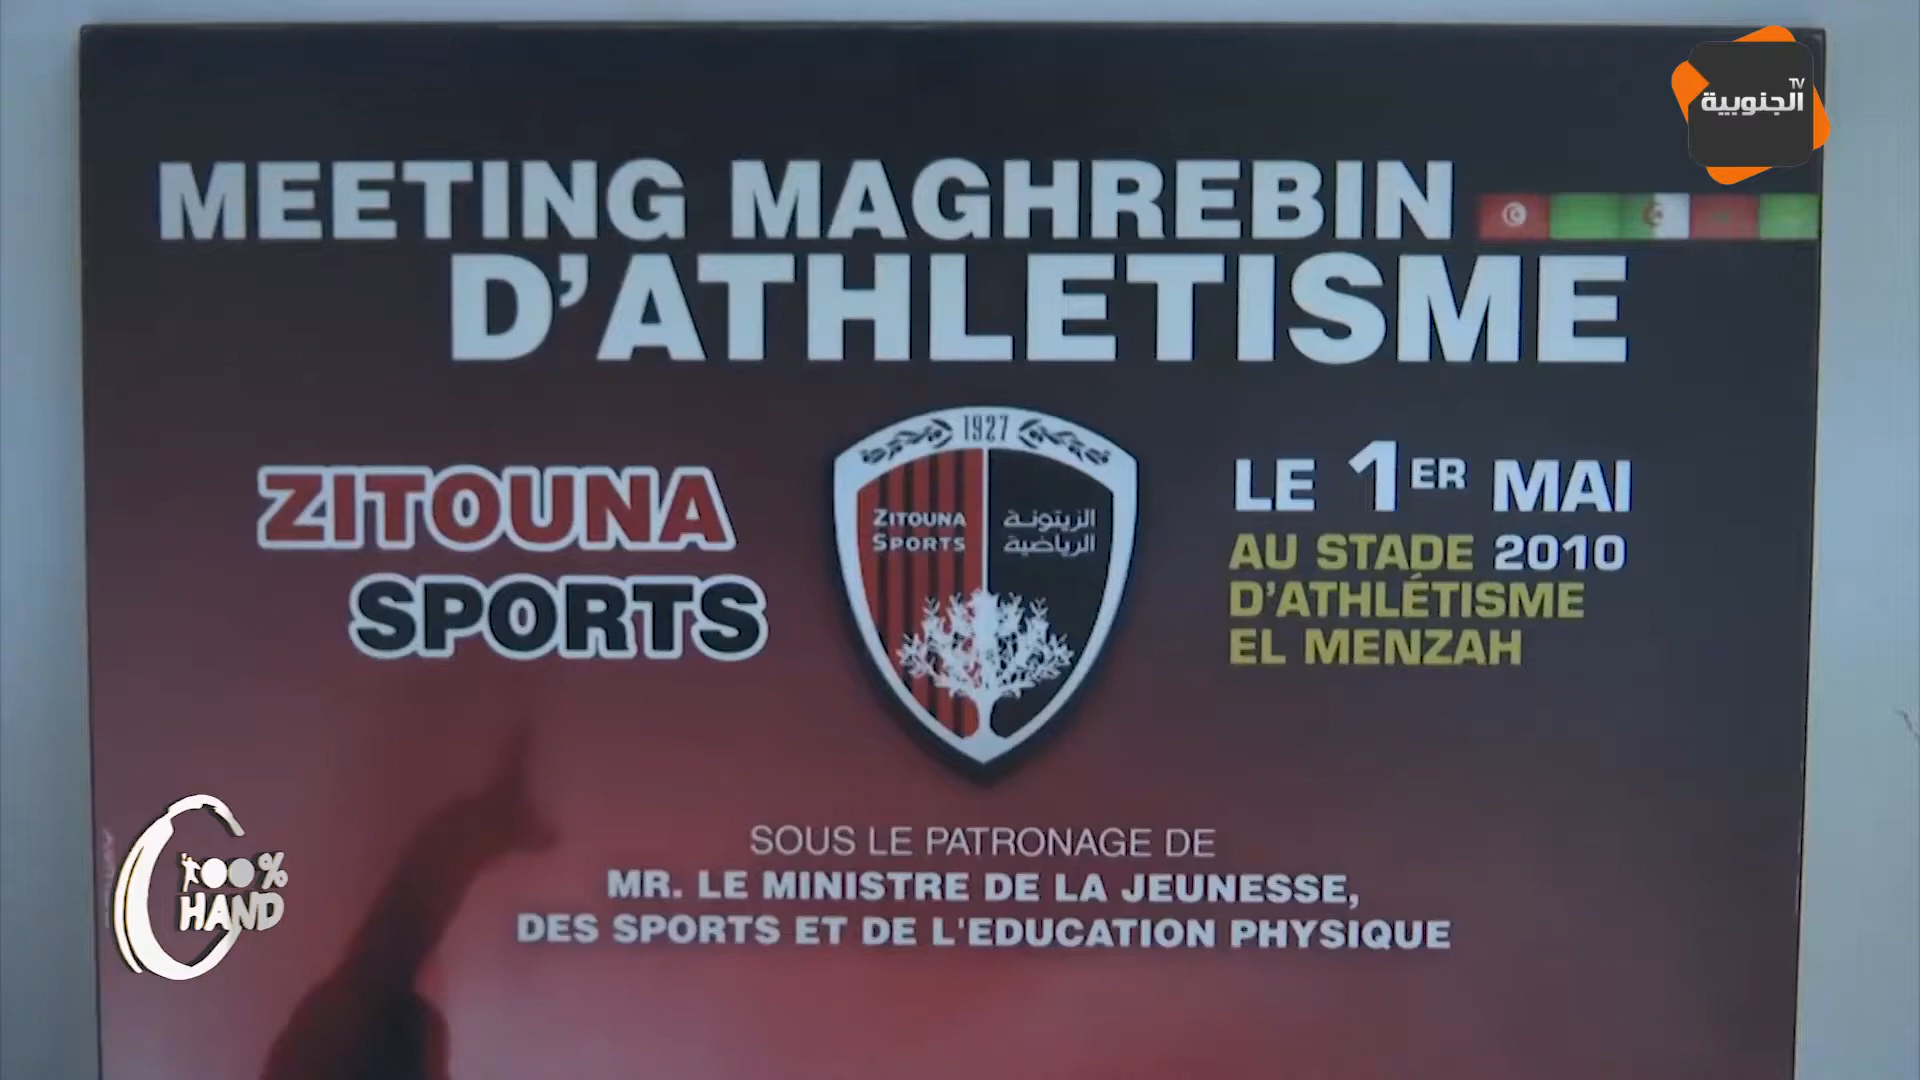 TV
الجنوبية
MEETING MAGHREBIN
D'ATHLETISME
1927
ZITOUNA
SPORTS
ZITOUNA
SPORTS
الزيتونة
الرياضية
LE 1ER MAI
AU STADE 2010
D'ATHLÉTISME
EL MENZAH
SOUS LE PATRONAGE DE
MR. LE MINISTRE DE LA JEUNESSE,
DES SPORTS ET DE L'EDUCATION PHYSIQUE
100%
HAND